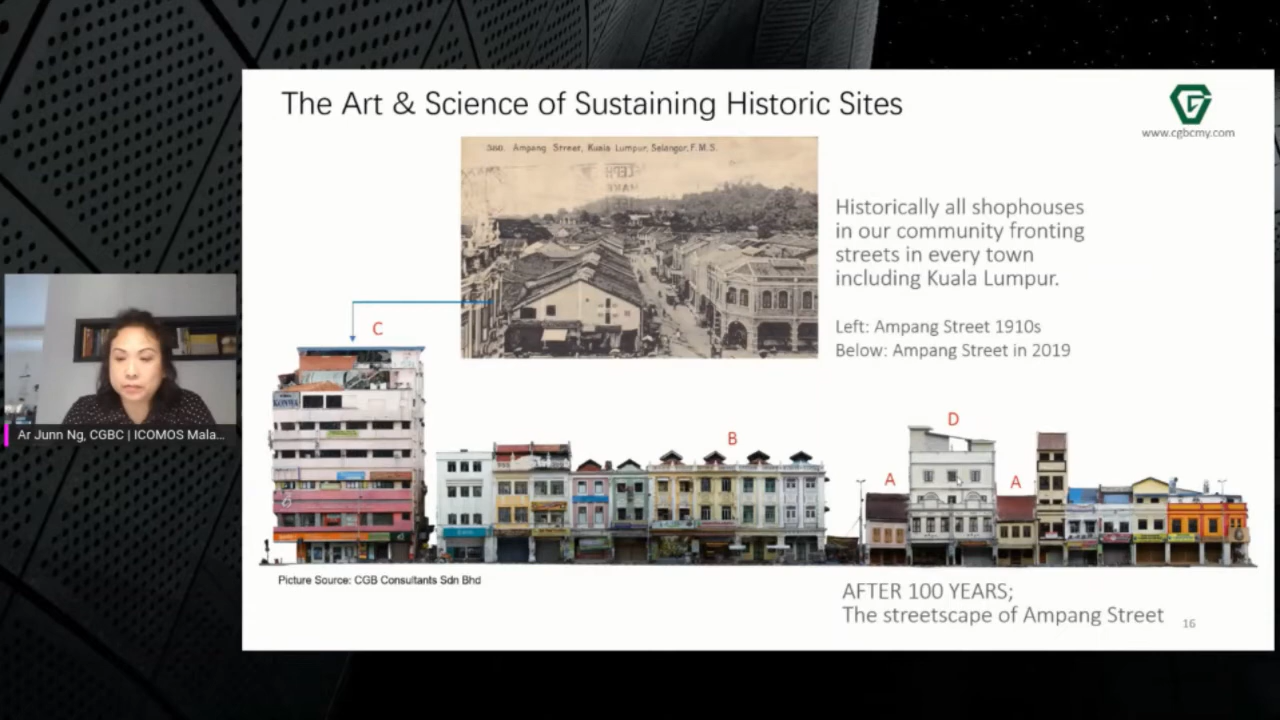 The Art & Science of Sustaining Historic Sites
www.cgbcmy.com
360. Ampang Street, Kuala Lumpur, Selangor, F.M.S.
Historically all shophouses
in our community fronting
streets in every town
including Kuala Lumpur.
Left: Ampang Street 1910s
Below: Ampang Street in 2019
C
B
A
D
A
Ar Junn Ng, CGBC | ICOMOS Mala...
Picture Source: CGB Consultants Sdn Bhd
AFTER 100 YEARS;
The streetscape of Ampang Street
16